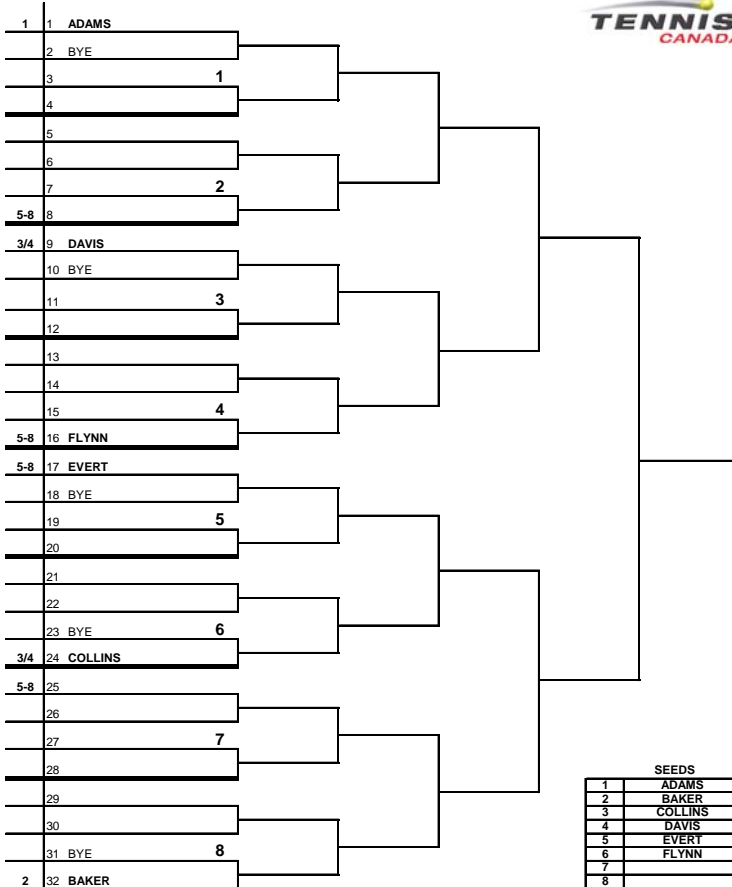 TENNIS
CANADA
1 1 ADAMS
2 BYE
3 1
4
5
6
7 2
5-8 8
3/4 9 DAVIS
10 BYE
11 3
12
13
14
15 4
5-8 16 FLYNN
5-8 17 EVERT
18 BYE
19 5
20
21
22
23 BYE 6
3/4 24 COLLINS
5-8 25
26
27 7
28
29
30
31 BYE 8
2 32 BAKER
SEEDS
1 ADAMS
2 BAKER
3 COLLINS
4 DAVIS
5 EVERT
6 FLYNN
7
8